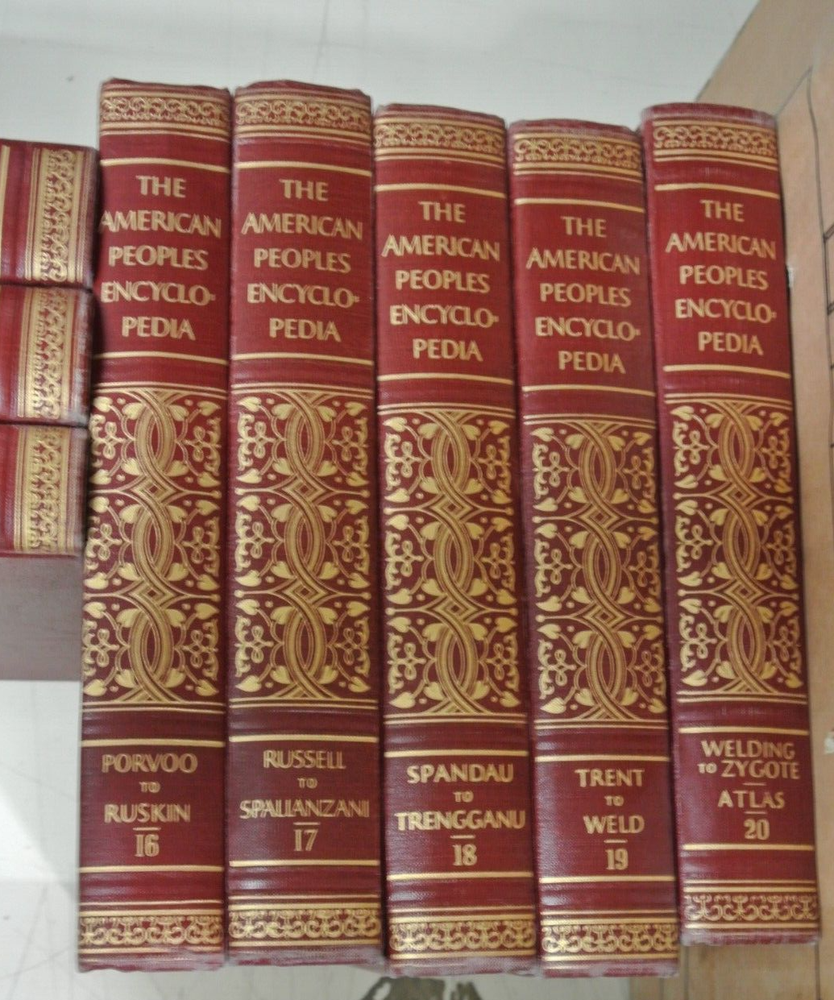 THE
AMERICAN
PEOPLES
ENCYCLO-
PEDIA
PORVOO
TO
RUSKIN
16
THE
AMERICAN
PEOPLES
ENCYCLO-
PEDIA
RUSSELL
TO
SPALLANZANI
17
THE
AMERICAN
PEOPLES
ENCYCLO-
PEDIA
SPANDAU
TO
TRENGGANU
18
THE
AMERICAN
PEOPLES
ENCYCLO-
PEDIA
TRENT
TO
WELD
19
THE
AMERICAN
PEOPLES
ENCYCLO-
PEDIA
WELDING
TO ZYGOTE
ATLAS
20